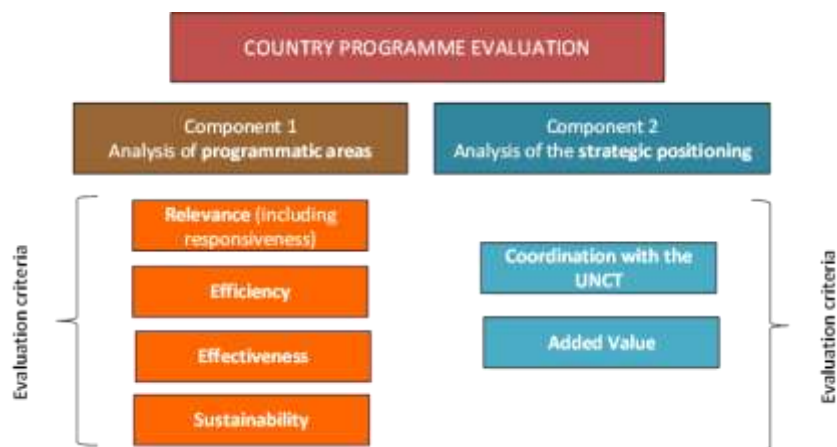 COUNTRY PROGRAMME EVALUATION
Component 1
Analysis of programmatic areas
Component 2
Analysis of the strategic positioning
Evaluation criteria
Relevance (including
responsiveness)
Efficiency
Effectiveness
Sustainability
Coordination with the
UNCT
Added Value
Evaluation criteria